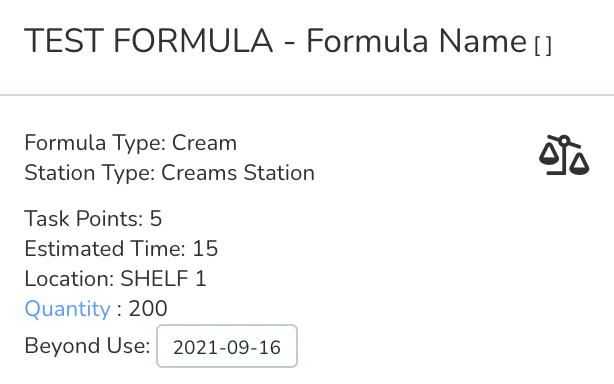 TEST FORMULA - Formula Name [ ]
Formula Type: Cream
Station Type: Creams Station
Task Points: 5
Estimated Time: 15
Location: SHELF 1
Quantity : 200
Beyond Use: 2021-09-16